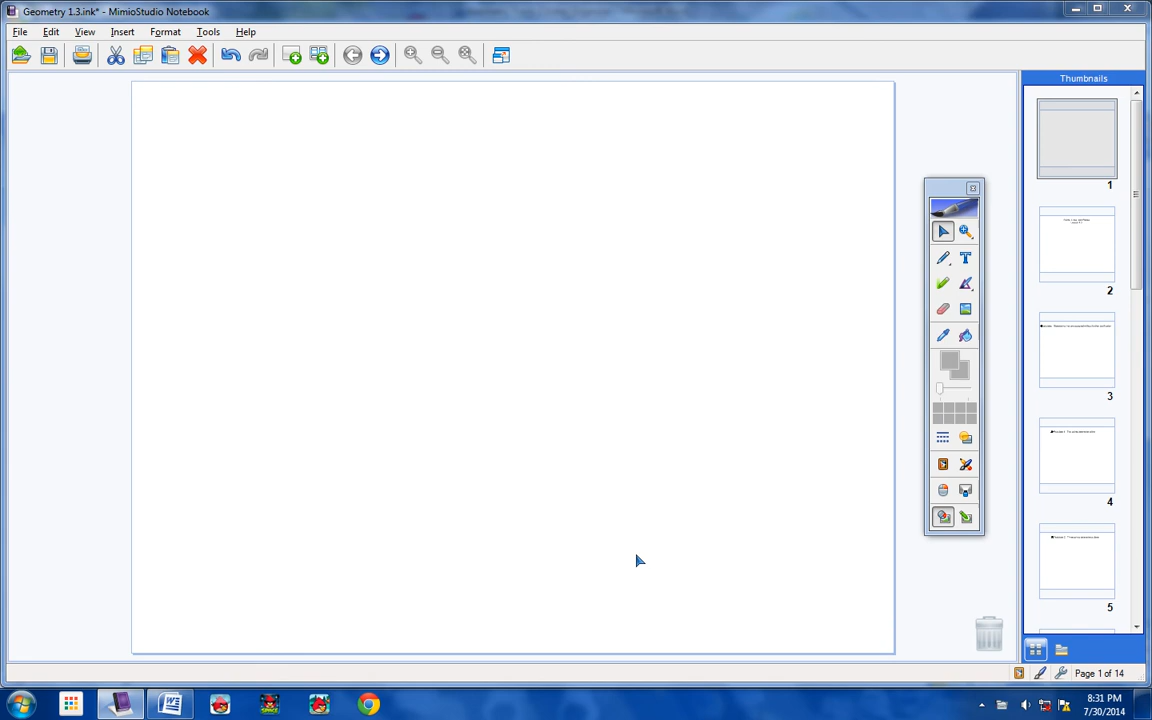 Geometry 1.3.ink* - MimioStudio Notebook
File Edit View Insert Format Tools Help
Thumbnails
1
2
3
4
5
Page 1 of 14
8:31 PM
7/30/2014